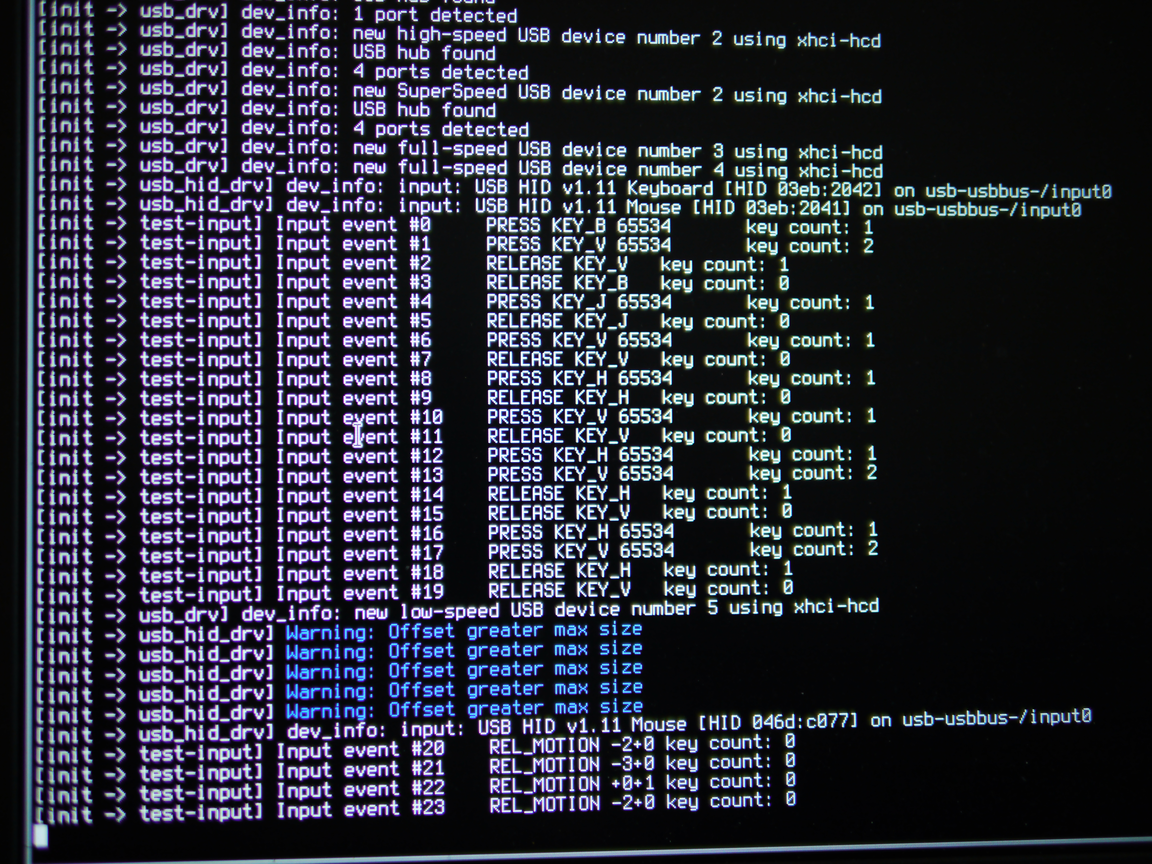 [init -> usb_drv] dev_info: USB hub found
[init -> usb_drv] dev_info: 1 port detected
[init -> usb_drv] dev_info: new high-speed USB device number 2 using xhci-hcd
[init -> usb_drv] dev_info: USB hub found
[init -> usb_drv] dev_info: 4 ports detected
[init -> usb_drv] dev_info: new SuperSpeed USB device number 2 using xhci-hcd
[init -> usb_drv] dev_info: USB hub found
[init -> usb_drv] dev_info: 4 ports detected
[init -> usb_drv] dev_info: new full-speed USB device number 3 using xhci-hcd
[init -> usb_drv] dev_info: new full-speed USB device number 4 using xhci-hcd
[init -> usb_hid_drv] dev_info: input: USB HID v1.11 Keyboard [HID 03eb:2042] on usb-usbbus-/input0
[init -> usb_hid_drv] dev_info: input: USB HID v1.11 Mouse [HID 03eb:2041] on usb-usbbus-/input0
[init -> test-input] Input event #0 PRESS KEY_B 65534 key count: 1
[init -> test-input] Input event #1 PRESS KEY_V 65534 key count: 2
[init -> test-input] Input event #2 RELEASE KEY_V key count: 1
[init -> test-input] Input event #3 RELEASE KEY_B key count: 0
[init -> test-input] Input event #4 PRESS KEY_J 65534 key count: 1
[init -> test-input] Input event #5 RELEASE KEY_J key count: 0
[init -> test-input] Input event #6 PRESS KEY_V 65534 key count: 1
[init -> test-input] Input event #7 RELEASE KEY_V key count: 0
[init -> test-input] Input event #8 PRESS KEY_H 65534 key count: 1
[init -> test-input] Input event #9 RELEASE KEY_H key count: 0
[init -> test-input] Input event #10 PRESS KEY_V 65534 key count: 1
[init -> test-input] Input event #11 RELEASE KEY_V key count: 0
[init -> test-input] Input event #12 PRESS KEY_H 65534 key count: 1
[init -> test-input] Input event #13 PRESS KEY_V 65534 key count: 2
[init -> test-input] Input event #14 RELEASE KEY_H key count: 1
[init -> test-input] Input event #15 RELEASE KEY_V key count: 0
[init -> test-input] Input event #16 PRESS KEY_H 65534 key count: 1
[init -> test-input] Input event #17 PRESS KEY_V 65534 key count: 2
[init -> test-input] Input event #18 RELEASE KEY_H key count: 1
[init -> test-input] Input event #19 RELEASE KEY_V key count: 0
[init -> usb_drv] dev_info: new low-speed USB device number 5 using xhci-hcd
[init -> usb_hid_drv] Warning: Offset greater max size
[init -> usb_hid_drv] Warning: Offset greater max size
[init -> usb_hid_drv] Warning: Offset greater max size
[init -> usb_hid_drv] Warning: Offset greater max size
[init -> usb_hid_drv] Warning: Offset greater max size
[init -> usb_hid_drv] dev_info: input: USB HID v1.11 Mouse [HID 046d:c077] on usb-usbbus-/input0
[init -> test-input] Input event #20 REL_MOTION -2+0 key count: 0
[init -> test-input] Input event #21 REL_MOTION -3+0 key count: 0
[init -> test-input] Input event #22 REL_MOTION +0+1 key count: 0
[init -> test-input] Input event #23 REL_MOTION -2+0 key count: 0